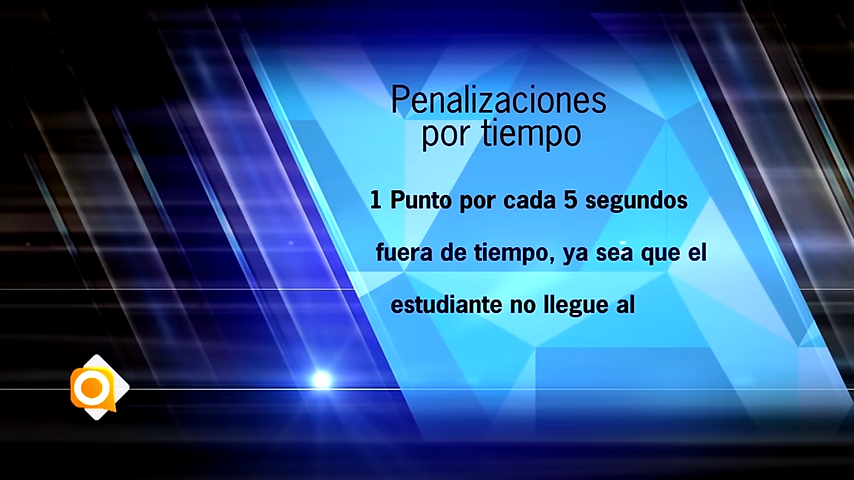 Penalizaciones
por tiempo
1 Punto por cada 5 segundos
fuera de tiempo, ya sea que el
estudiante no llegue al